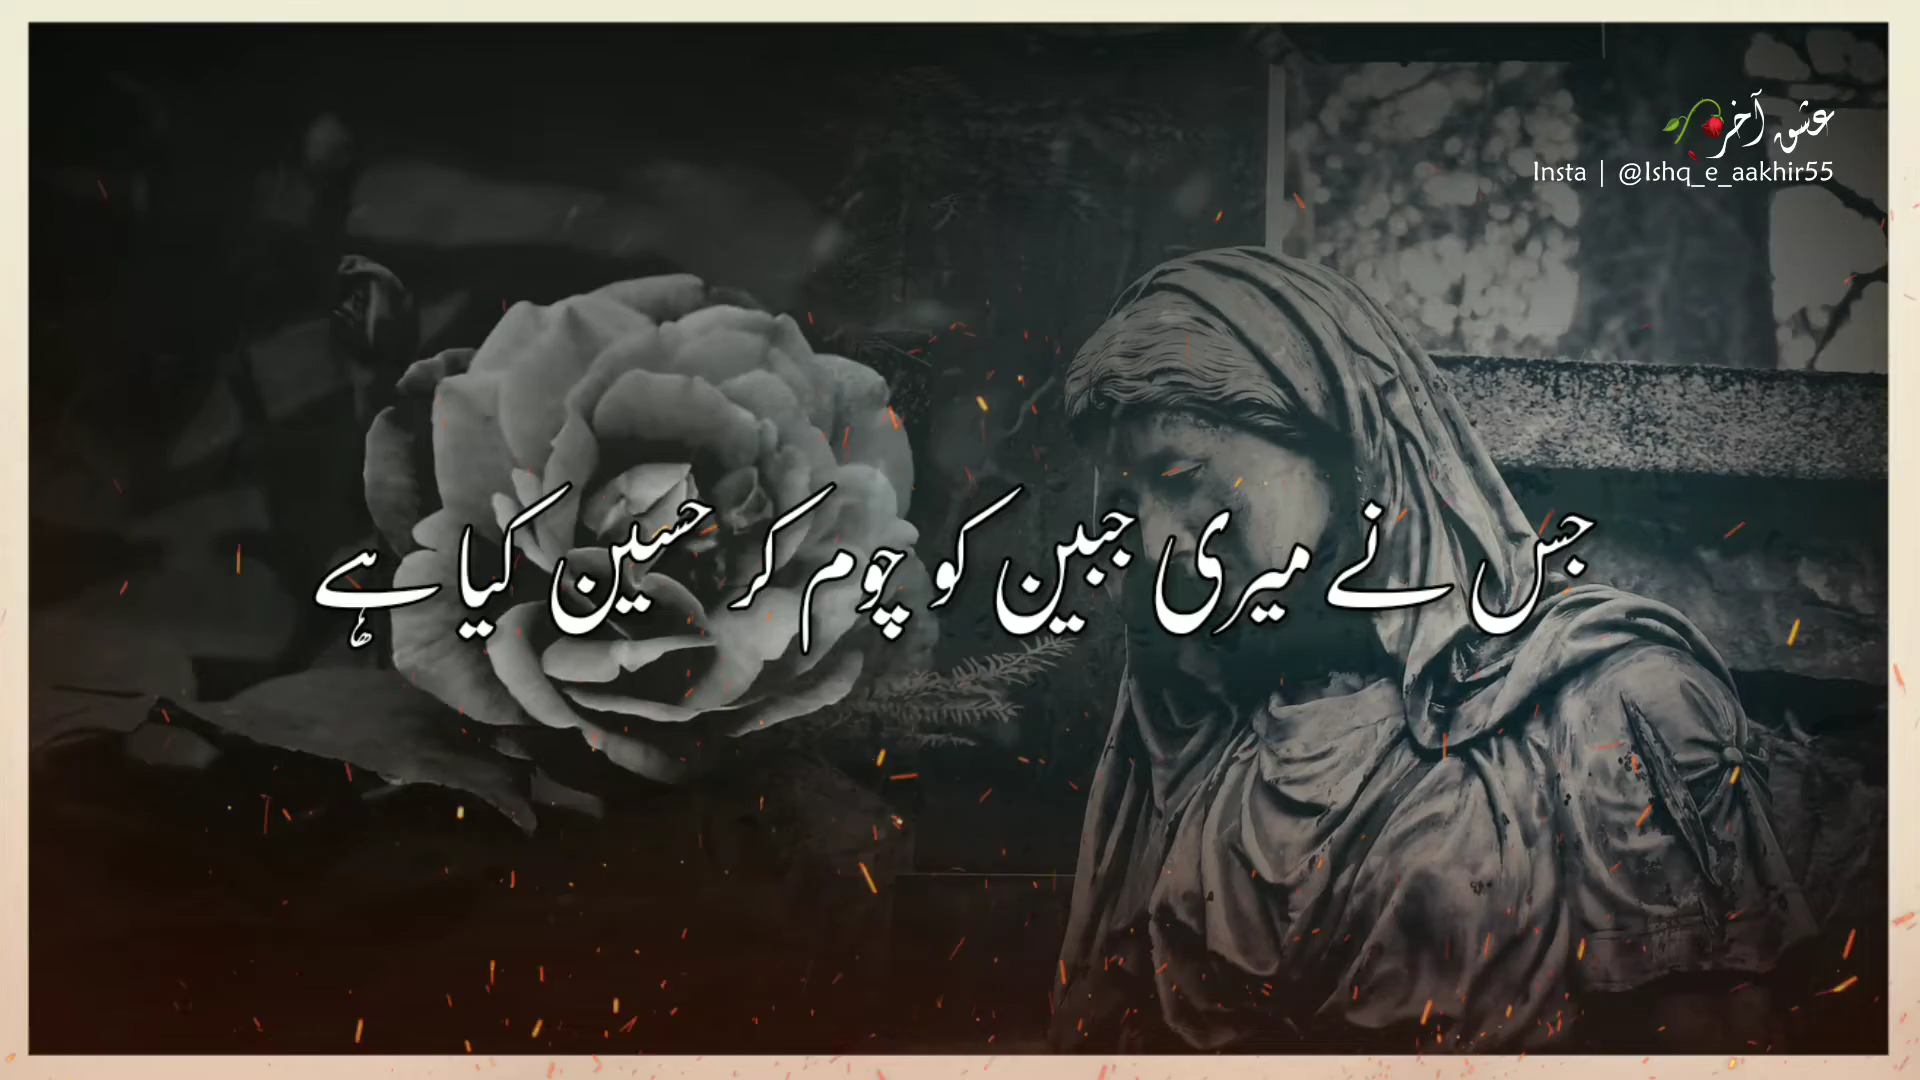 عشق آخر
Insta | @Ishq_e_aakhir55
جس نے میری جبین کو چوم کر حسین کیا ہے